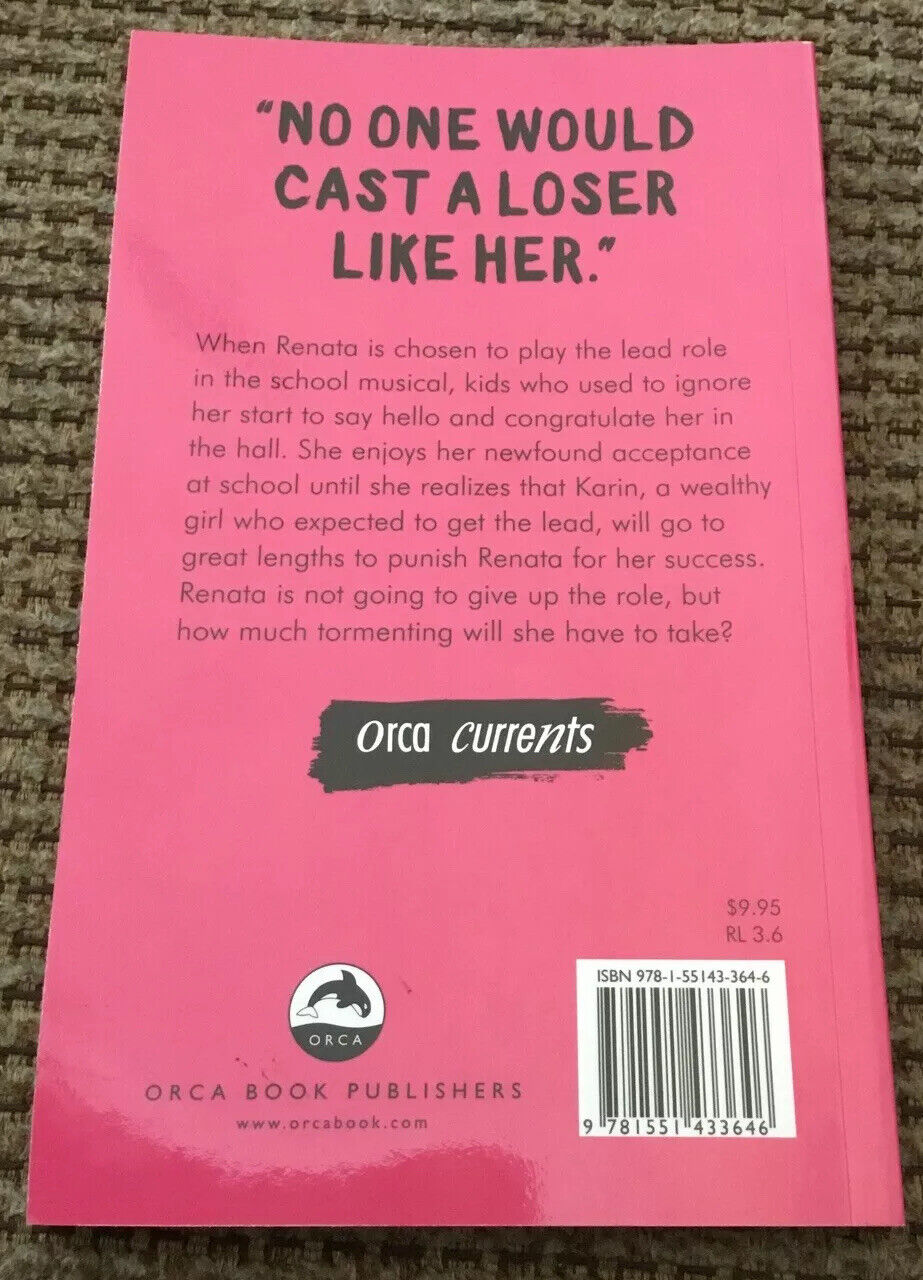 “NO ONE WOULD
CAST A LOSER
LIKE HER.”
When Renata is chosen to play the lead role
in the school musical, kids who used to ignore
her start to say hello and congratulate her in
the hall. She enjoys her newfound acceptance
at school until she realizes that Karin, a wealthy
girl who expected to get the lead, will go to
great lengths to punish Renata for her success.
Renata is not going to give up the role, but
how much tormenting will she have to take?
orca currents
$9.95
RL 3.6
ISBN 978-1-55143-364-6
9 781551 433646
ORCA
ORCA BOOK PUBLISHERS
www.orcabook.com